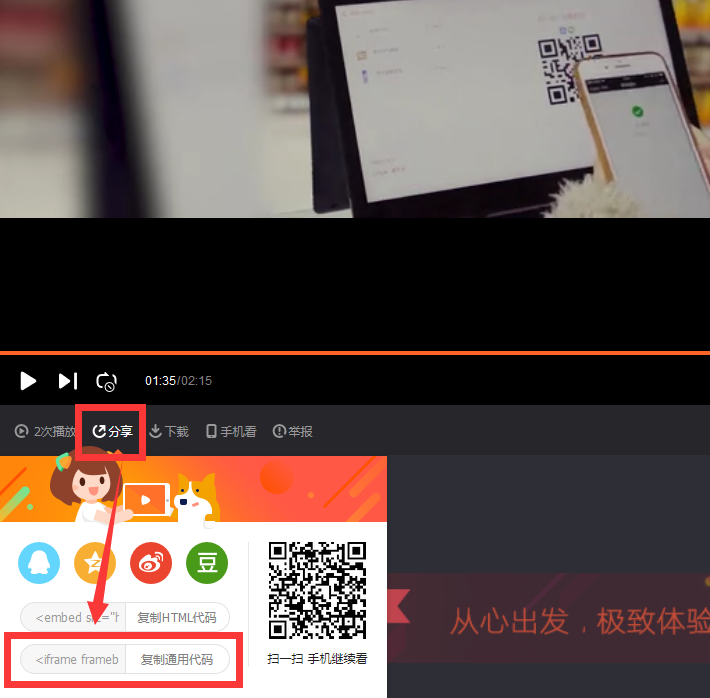 01:35/02:15
2次播放
分享
下载
手机看
举报
豆
<embed src="h
复制HTML代码
<iframe frameb
复制通用代码
扫一扫 手机继续看
从心出发，极致体验